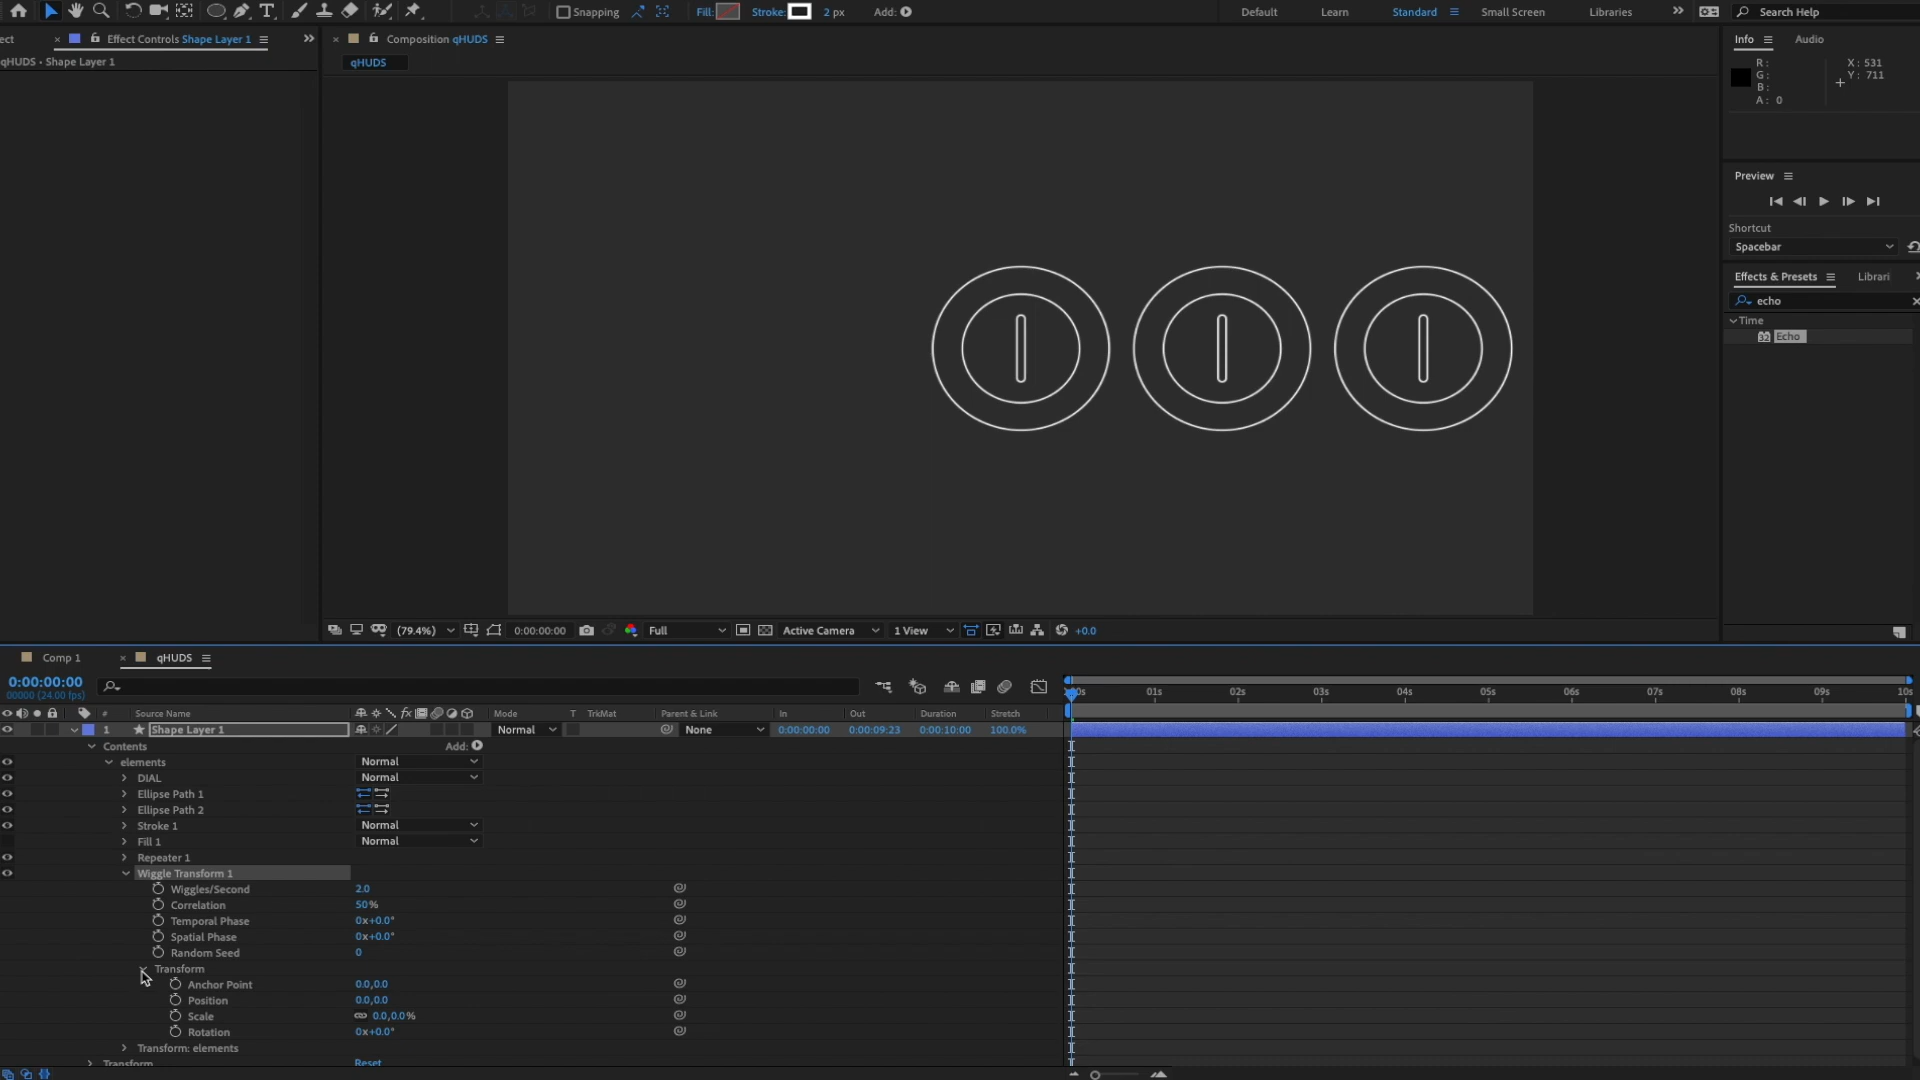 Snapping
Fill:
Stroke:
2 px
Add:
Default
Learn
Standard
Small Screen
Libraries
Search Help
ect
Effect Controls Shape Layer 1
qHUDS • Shape Layer 1
Composition qHUDS
qHUDS
Info
Audio
R:
G:
B:
A: 0
X: 531
Y: 711
Preview
Shortcut
Spacebar
Effects & Presets
Librari
echo
Time
32
Echo
(79.4%)
0:00:00:00
Full
Active Camera
1 View
+0.0
Comp 1
qHUDS
0:00:00:00
00000 (24.00 fps)
01s
02s
03s
04s
05s
06s
07s
08s
09s
10s
#
Source Name
Mode
T
TrkMat
Parent & Link
In
Out
Duration
Stretch
1
Shape Layer 1
Normal
None
0:00:00:00
0:00:09:23
0:00:10:00
100.0%
Contents
Add:
elements
Normal
DIAL
Normal
Ellipse Path 1
Ellipse Path 2
Stroke 1
Normal
Fill 1
Normal
Repeater 1
Wiggle Transform 1
Wiggles/Second
2.0
Correlation
50%
Temporal Phase
0x+0.0°
Spatial Phase
0x+0.0°
Random Seed
0
Transform
Anchor Point
0.0,0.0
Position
0.0,0.0
Scale
0.0,0.0%
Rotation
0x+0.0°
Transform: elements
Transform
Reset